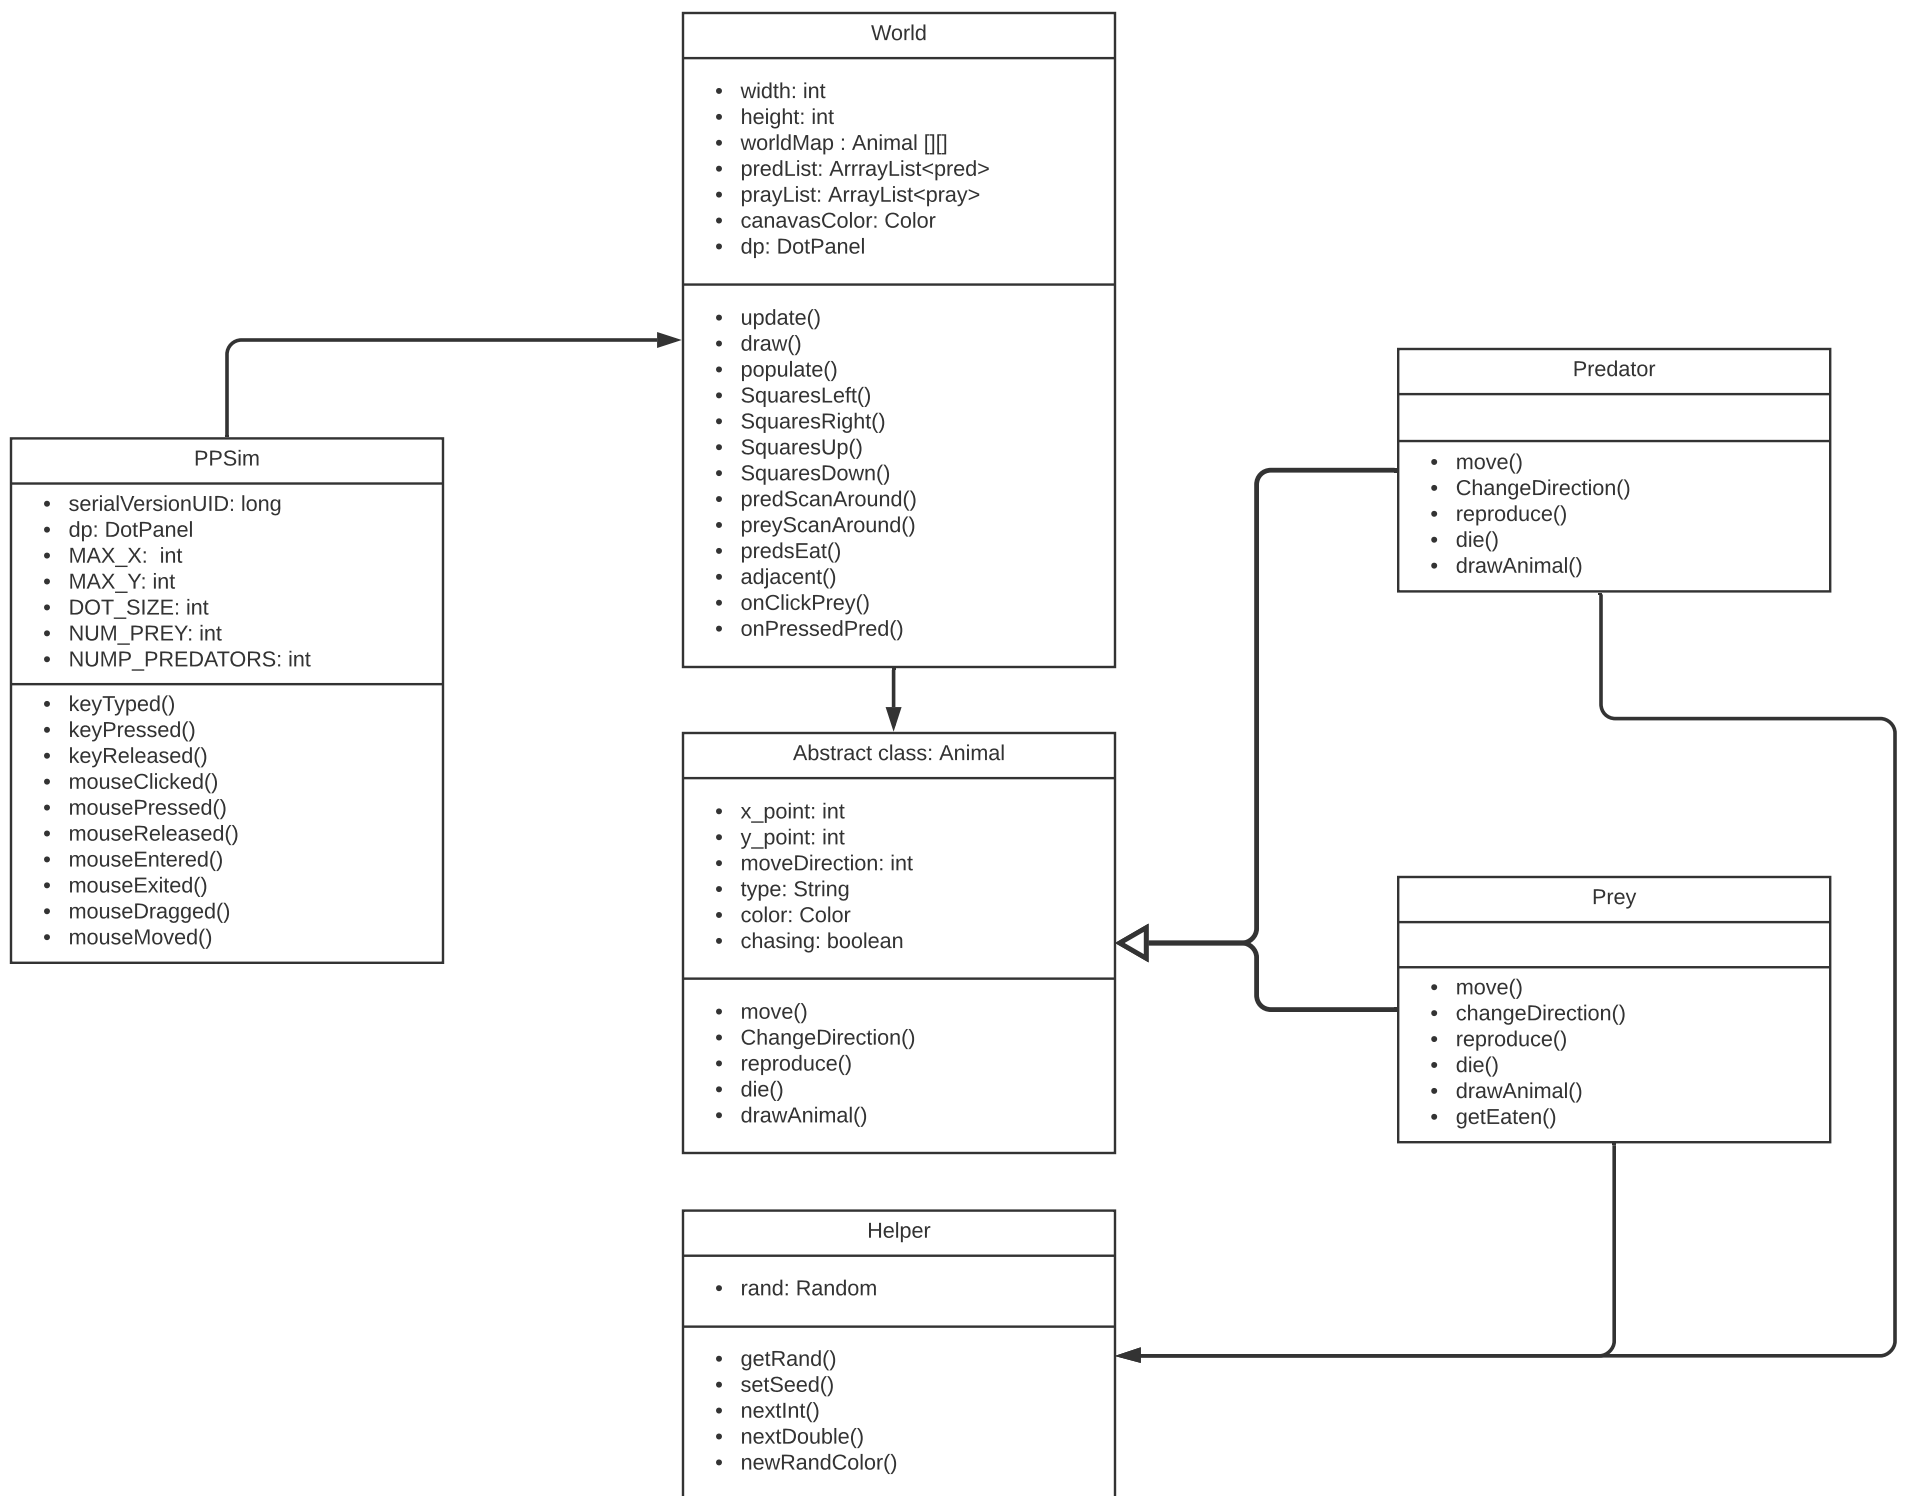 World
• width: int
• height: int
• worldMap : Animal [][]
• predList: ArrrayList<pred>
• prayList: ArrayList<pray>
• canavasColor: Color
• dp: DotPanel
• update()
• draw()
• populate()
• SquaresLeft()
• SquaresRight()
• SquaresUp()
• SquaresDown()
• predScanAround()
• preyScanAround()
• predsEat()
• adjacent()
• onClickPrey()
• onPressedPred()
PPSim
• serialVersionUID: long
• dp: DotPanel
• MAX_X:  int
• MAX_Y: int
• DOT_SIZE: int
• NUM_PREY: int
• NUMP_PREDATORS: int
• keyTyped()
• keyPressed()
• keyReleased()
• mouseClicked()
• mousePressed()
• mouseReleased()
• mouseEntered()
• mouseExited()
• mouseDragged()
• mouseMoved()
Predator
• move()
• ChangeDirection()
• reproduce()
• die()
• drawAnimal()
Abstract class: Animal
• x_point: int
• y_point: int
• moveDirection: int
• type: String
• color: Color
• chasing: boolean
• move()
• ChangeDirection()
• reproduce()
• die()
• drawAnimal()
Prey
• move()
• changeDirection()
• reproduce()
• die()
• drawAnimal()
• getEaten()
Helper
• rand: Random
• getRand()
• setSeed()
• nextInt()
• nextDouble()
• newRandColor()